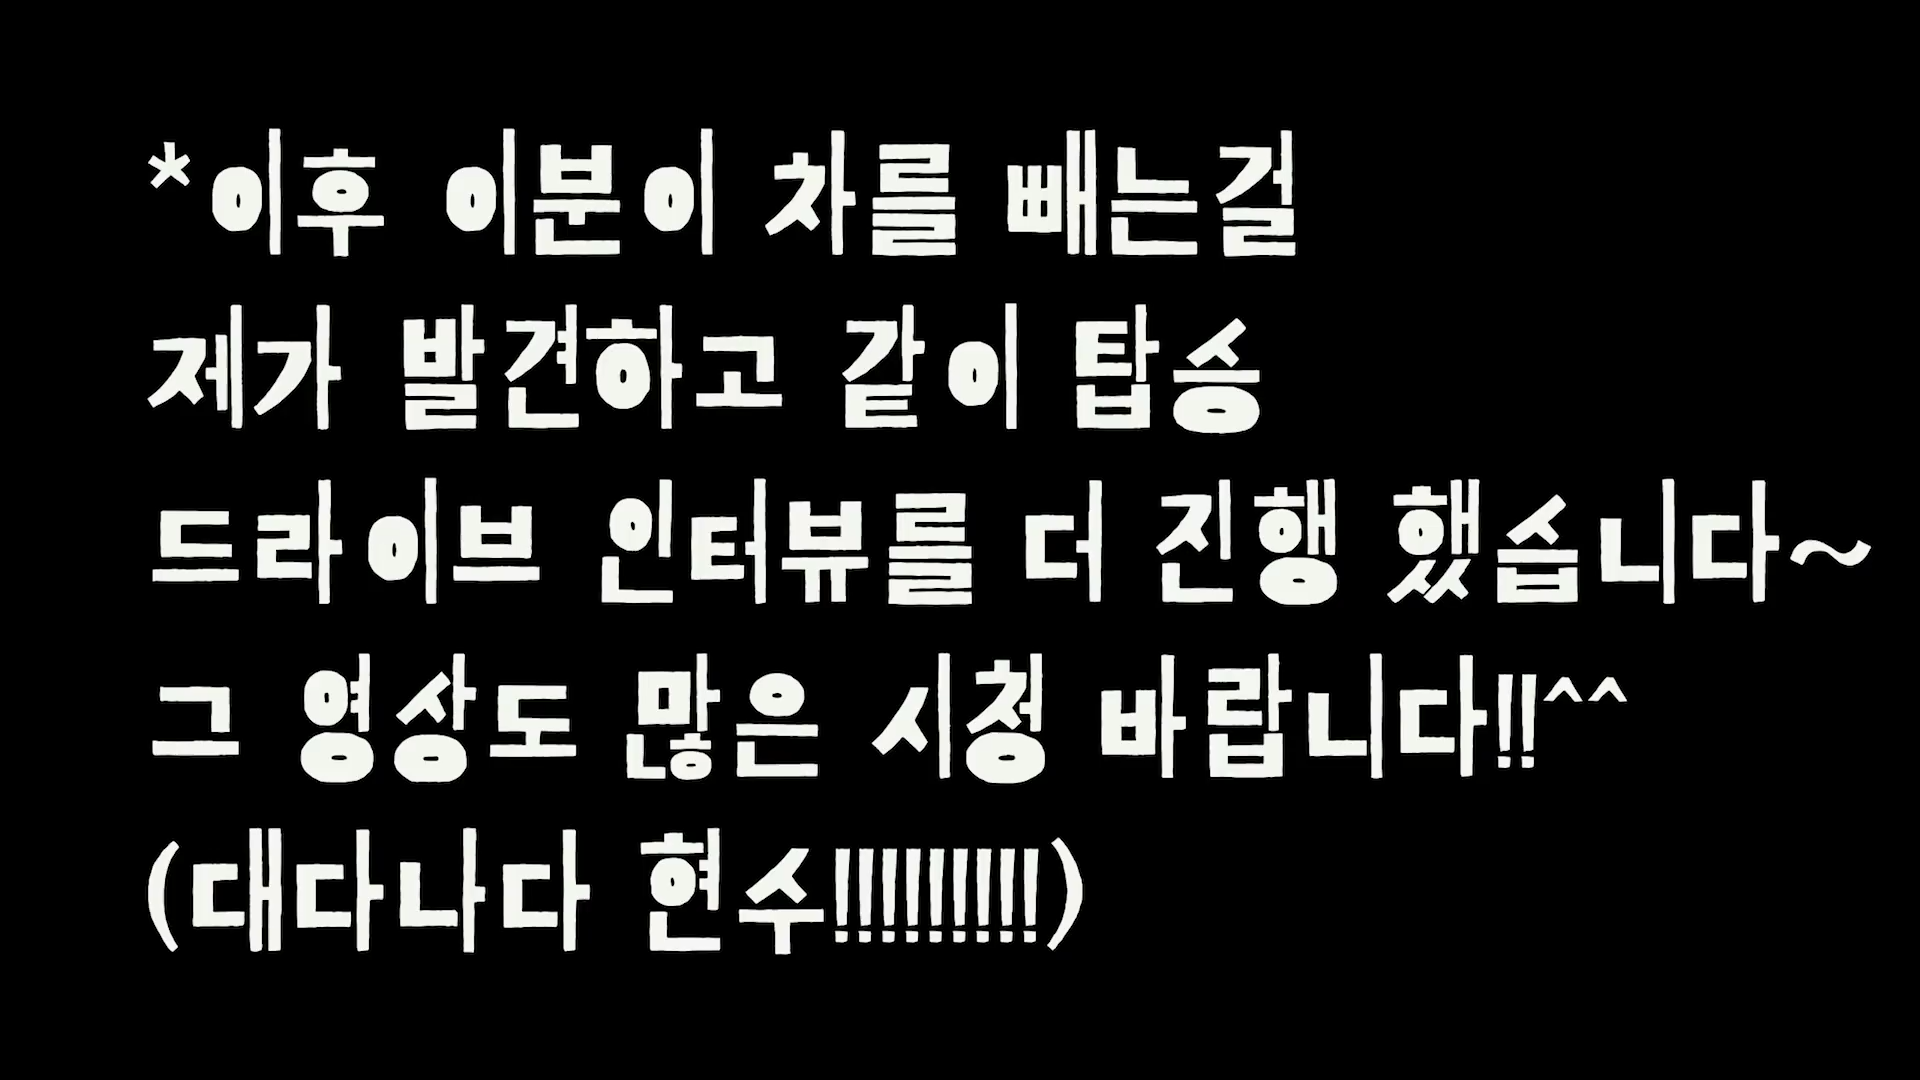 *이후 이분이 차를 빼는걸
제가 발견하고 같이 탑승
드라이브 인터뷰를 더 진행 했습니다~
그 영상도 많은 시청 바랍니다!!^^
(대다나다 현수!!!!!!!!!)